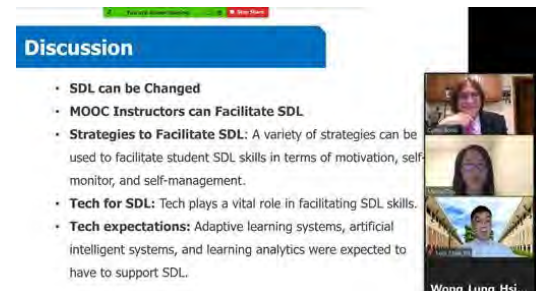 Stop Share
Discussion
• SDL can be Changed
• MOOC Instructors can Facilitate SDL
• Strategies to Facilitate SDL: A variety of strategies can be
used to facilitate student SDL skills in terms of motivation, self-
monitor, and self-management.
• Tech for SDL: Tech plays a vital role in facilitating SDL skills.
• Tech expectations: Adaptive learning systems, artificial
intelligent systems, and learning analytics were expected to
have to support SDL.
Wong Lung Hsi...